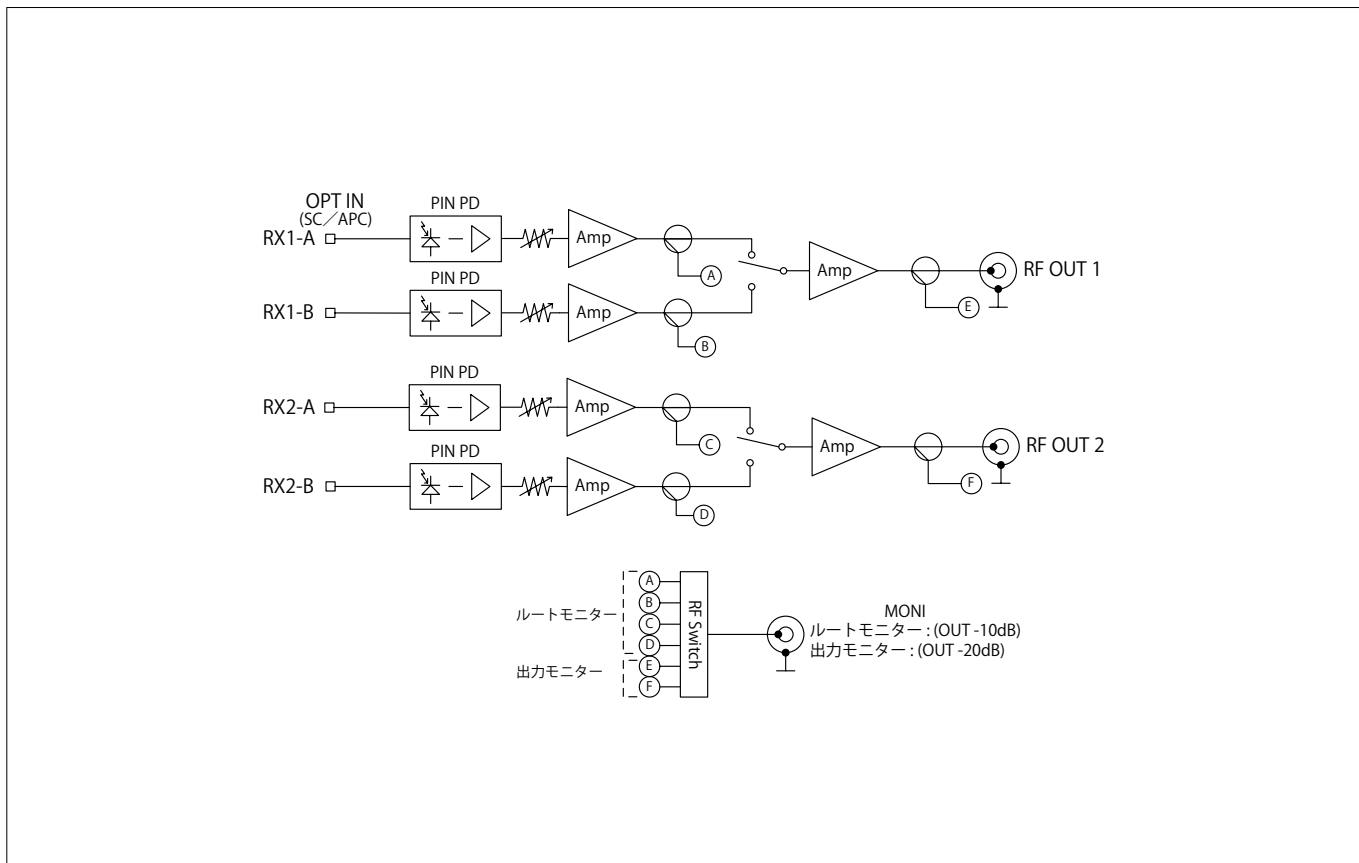 OPT IN
(SC／APC)
PIN PD
RX1-A
Amp
A
Amp
RF OUT 1
E
PIN PD
RX1-B
Amp
B
PIN PD
RX2-A
Amp
C
Amp
RF OUT 2
F
PIN PD
RX2-B
Amp
D
ルートモニター
出力モニター
A
B
C
D
E
F
RF Switch
MONI
ルートモニター : (OUT -10dB)
出力モニター : (OUT -20dB)